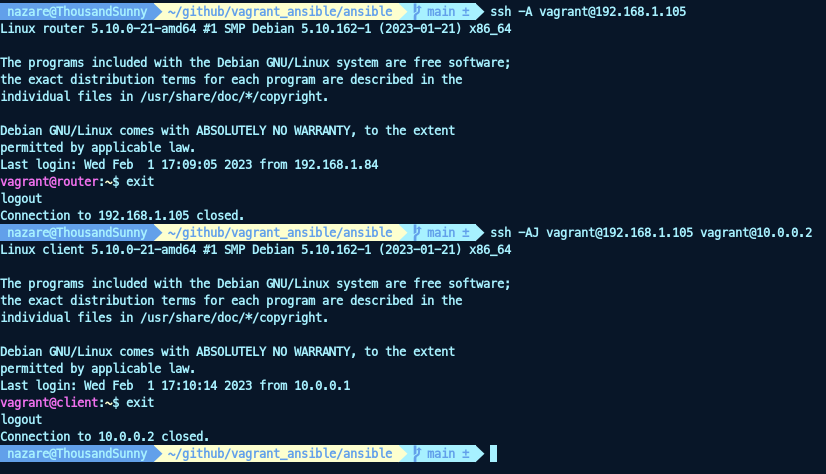 nazare@ThousandSunny ~/github/vagrant_ansible/ansible main ± ssh -A vagrant@192.168.1.105
Linux router 5.10.0-21-amd64 #1 SMP Debian 5.10.162-1 (2023-01-21) x86_64
The programs included with the Debian GNU/Linux system are free software;
the exact distribution terms for each program are described in the
individual files in /usr/share/doc/*/copyright.
Debian GNU/Linux comes with ABSOLUTELY NO WARRANTY, to the extent
permitted by applicable law.
Last login: Wed Feb  1 17:09:05 2023 from 192.168.1.84
vagrant@router:~$ exit
logout
Connection to 192.168.1.105 closed.
nazare@ThousandSunny ~/github/vagrant_ansible/ansible main ± ssh -AJ vagrant@192.168.1.105 vagrant@10.0.0.2
Linux client 5.10.0-21-amd64 #1 SMP Debian 5.10.162-1 (2023-01-21) x86_64
The programs included with the Debian GNU/Linux system are free software;
the exact distribution terms for each program are described in the
individual files in /usr/share/doc/*/copyright.
Debian GNU/Linux comes with ABSOLUTELY NO WARRANTY, to the extent
permitted by applicable law.
Last login: Wed Feb  1 17:10:14 2023 from 10.0.0.1
vagrant@client:~$ exit
logout
Connection to 10.0.0.2 closed.
nazare@ThousandSunny ~/github/vagrant_ansible/ansible main ±